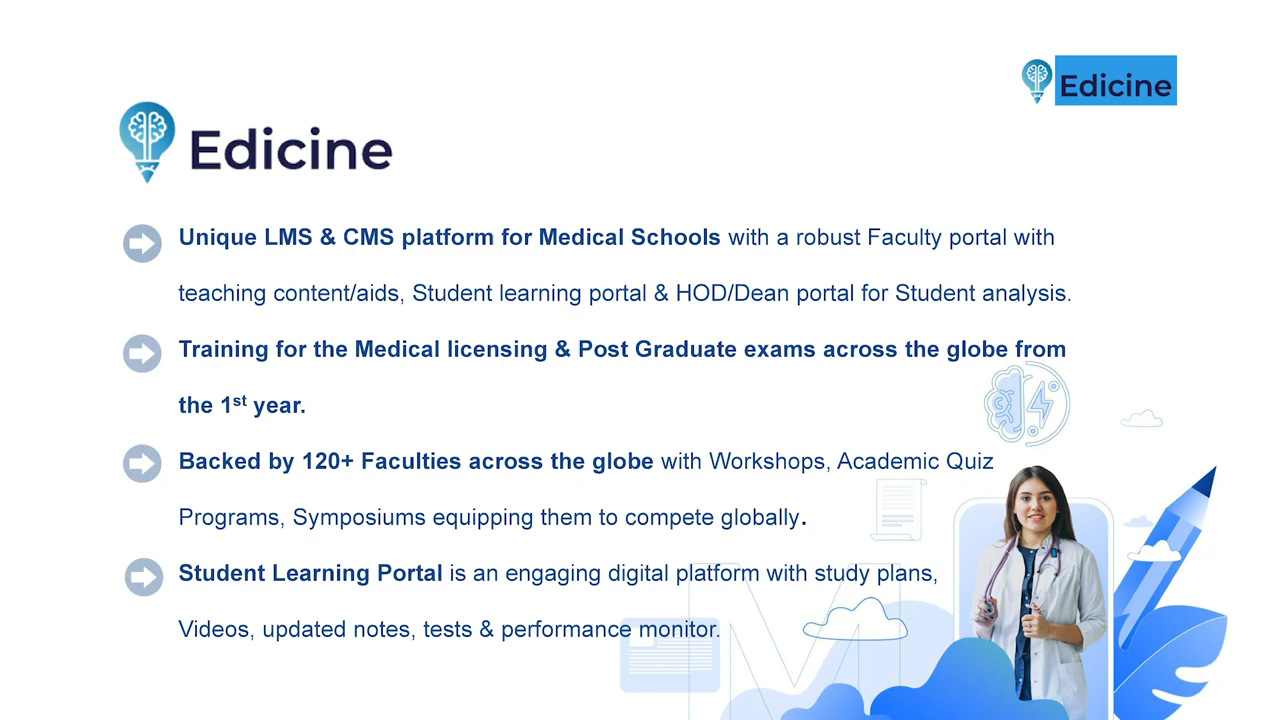 Edicine
Edicine
Unique LMS & CMS platform for Medical Schools with a robust Faculty portal with
teaching content/aids, Student learning portal & HOD/Dean portal for Student analysis.
Training for the Medical licensing & Post Graduate exams across the globe from
the 1st year.
Backed by 120+ Faculties across the globe with Workshops, Academic Quiz
Programs, Symposiums equipping them to compete globally.
Student Learning Portal is an engaging digital platform with study plans,
Videos, updated notes, tests & performance monitor.